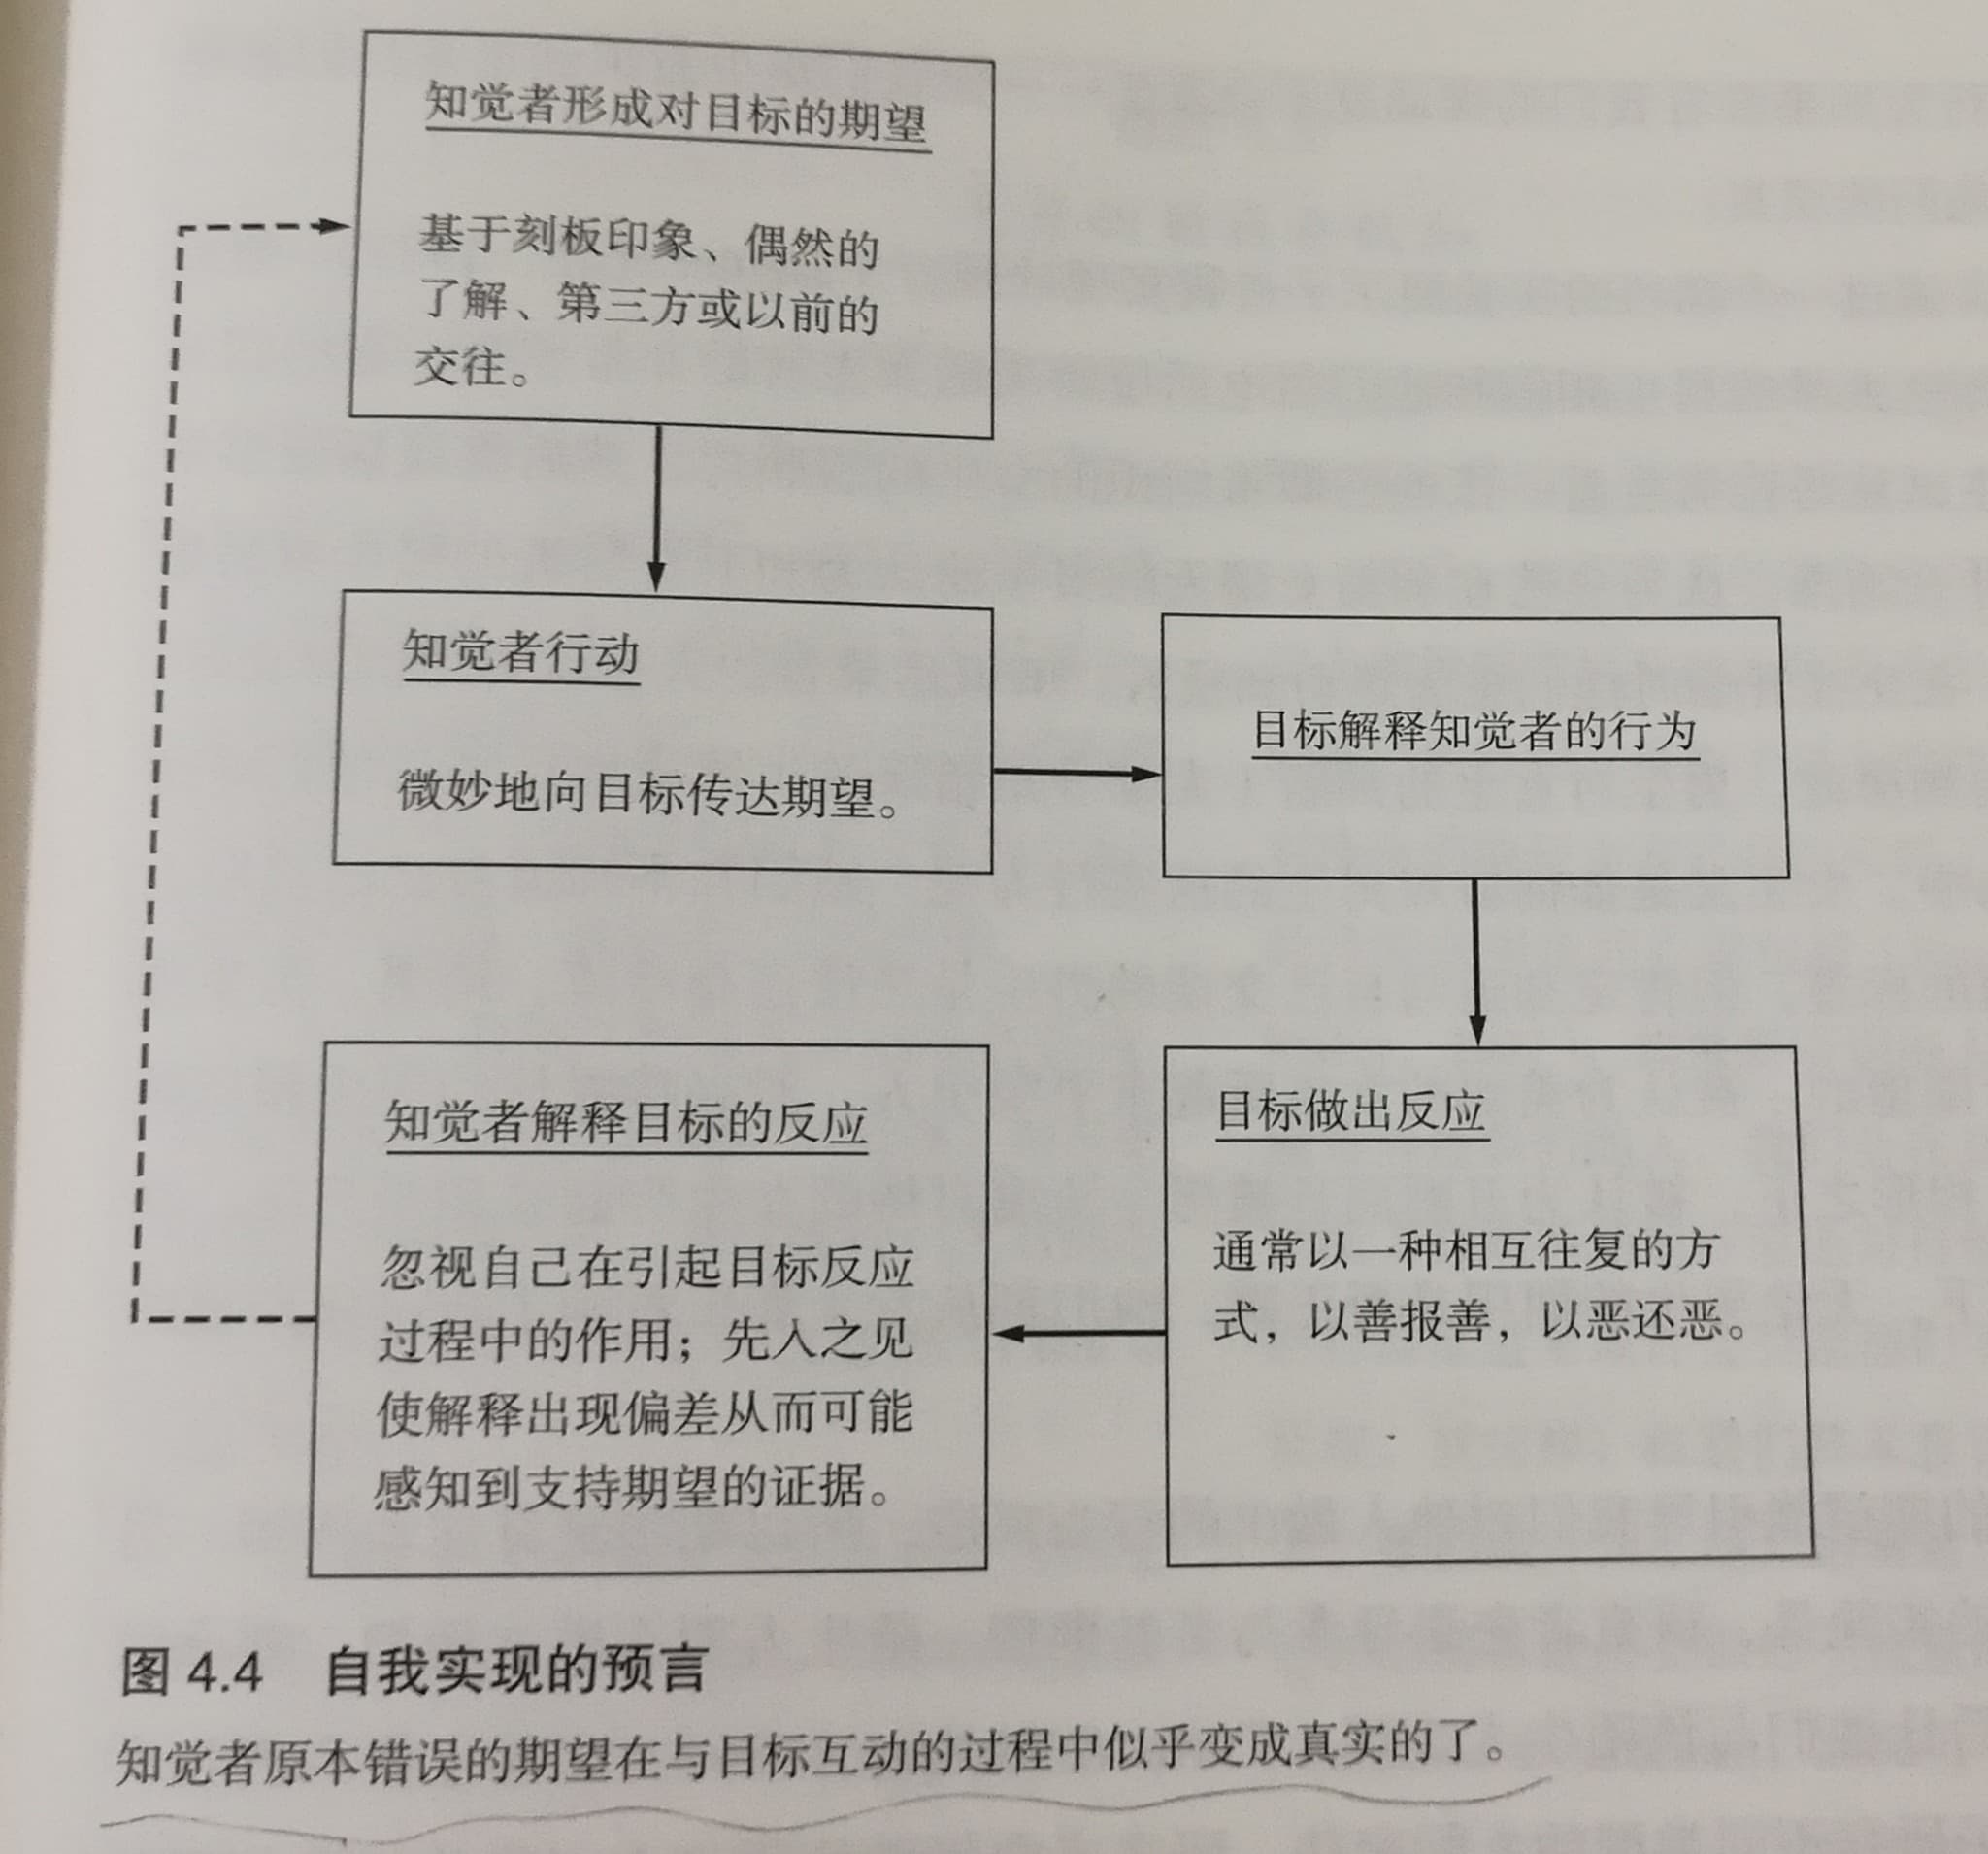 知觉者形成对目标的期望
基于刻板印象、偶然的
了解、第三方或以前的
交往。
知觉者行动
微妙地向目标传达期望。
目标解释知觉者的行为
目标做出反应
通常以一种相互往复的方
式，以善报善，以恶还恶。
知觉者解释目标的反应
忽视自己在引起目标反应
过程中的作用；先入之见
使解释出现偏差从而可能
感知到支持期望的证据。
图 4.4 自我实现的预言
知觉者原本错误的期望在与目标互动的过程中似乎变成真实的了。